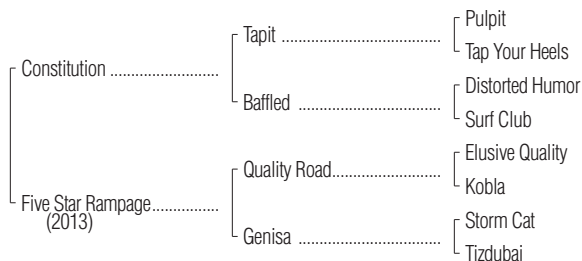 Pulpit
Tapit ........................................
Tap Your Heels
Constitution ...........................
Distorted Humor
Baffled ....................................
Surf Club
Elusive Quality
Quality Road...........................
Kobla
Five Star Rampage................
(2013)
Storm Cat
Genisa ....................................
Tizdubai